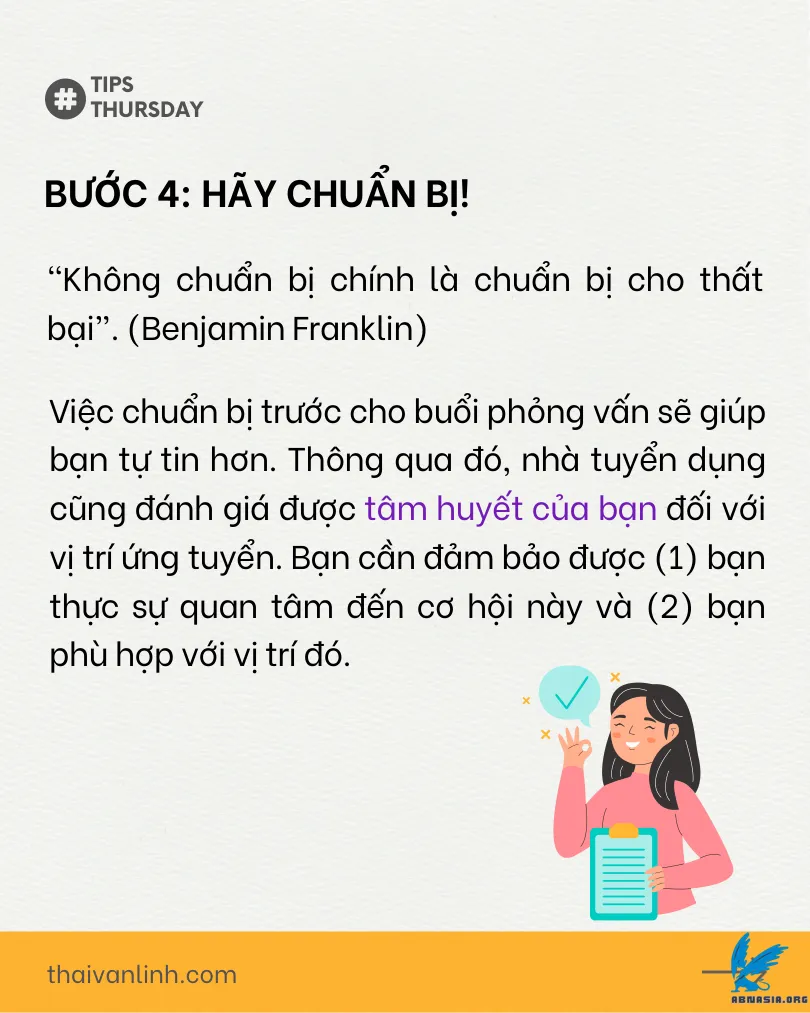 #
TIPS
THURSDAY
BƯỚC 4: HÃY CHUẨN BỊ!
“Không chuẩn bị chính là chuẩn bị cho thất
bại”. (Benjamin Franklin)
Việc chuẩn bị trước cho buổi phỏng vấn sẽ giúp
bạn tự tin hơn. Thông qua đó, nhà tuyển dụng
cũng đánh giá được tâm huyết của bạn đối với
vị trí ứng tuyển. Bạn cần đảm bảo được (1) bạn
thực sự quan tâm đến cơ hội này và (2) bạn
phù hợp với vị trí đó.
thaivanlinh.com
ABNASIA.ORG